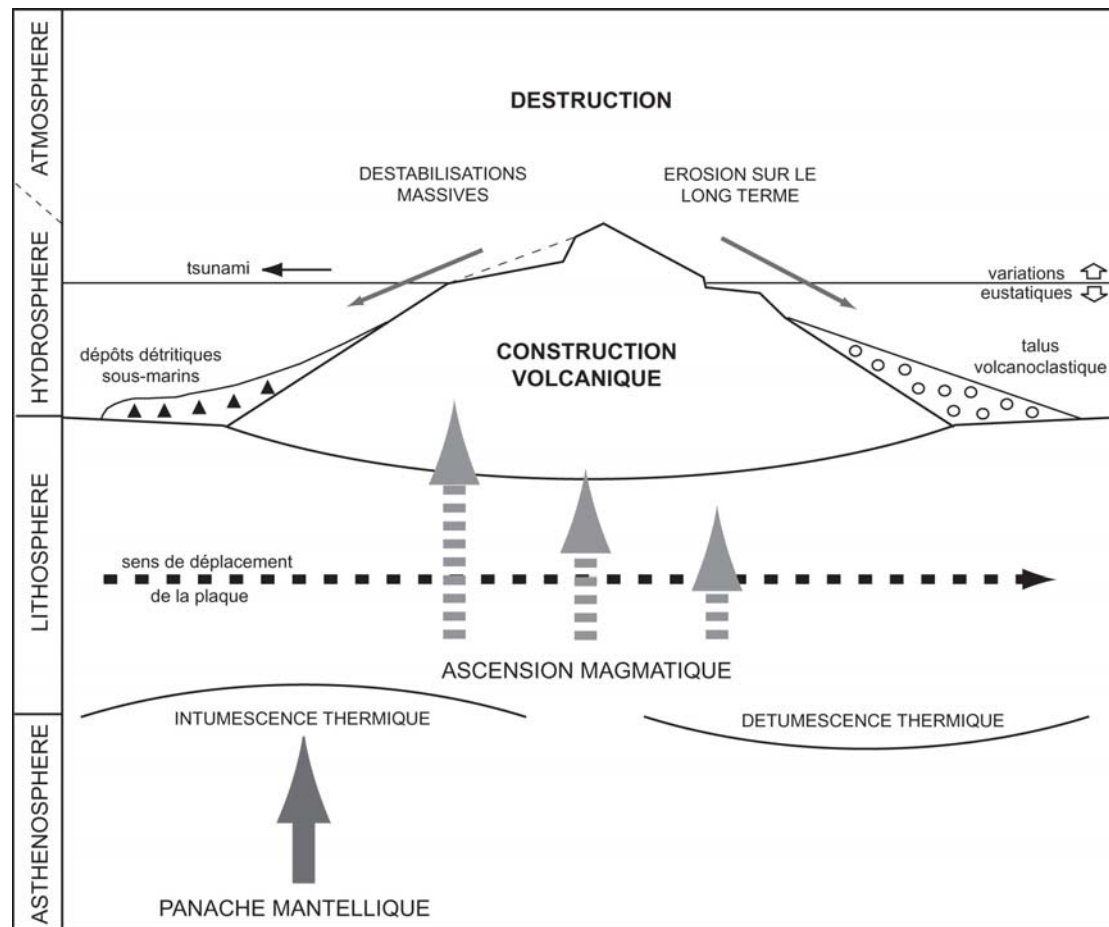 ATMOSPHERE
HYDROSPHERE
LITHOSPHERE
ASTHENOSPHERE
DESTRUCTION
DESTABILISATIONS
MASSIVES
EROSION SUR LE
LONG TERME
tsunami
variations
eustatiques
dépôts détritiques
sous-marins
CONSTRUCTION
VOLCANIQUE
talus
volcanoclastique
sens de déplacement
de la plaque
ASCENSION MAGMATIQUE
INTUMESCENCE THERMIQUE
DETUMESCENCE THERMIQUE
PANACHE MANTELLIQUE